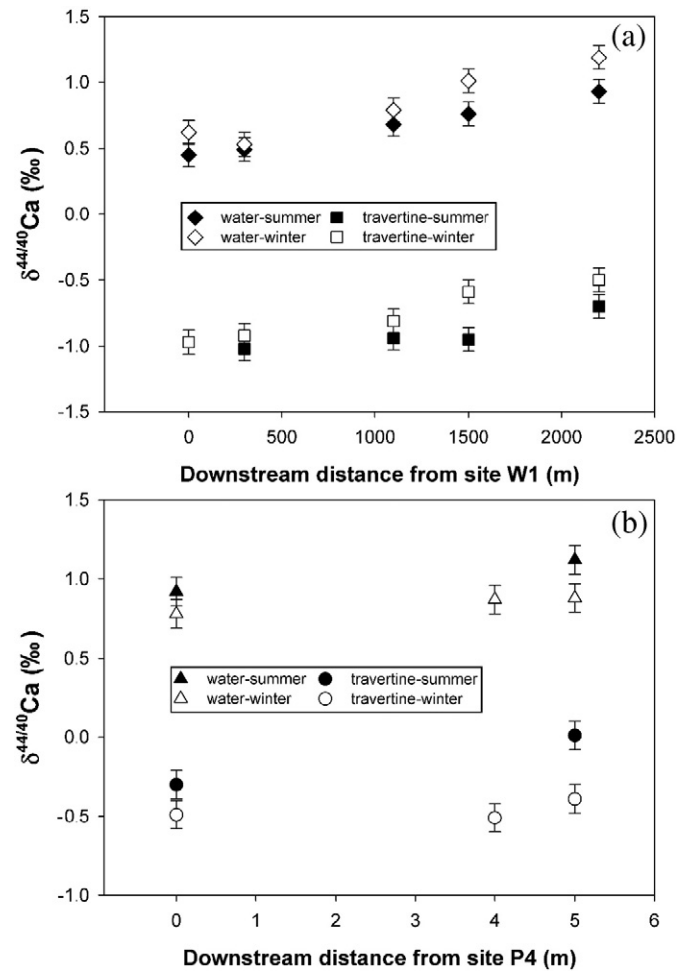 (a)
1.5
1.0
0.5
0.0
-0.5
-1.0
-1.5
δ44/40Ca (‰)
water-summer travertine-summer
water-winter travertine-winter
0 500 1000 1500 2000 2500
Downstream distance from site W1 (m)
(b)
1.5
1.0
0.5
0.0
-0.5
-1.0
δ44/40Ca (‰)
water-summer travertine-summer
water-winter travertine-winter
0 1 2 3 4 5 6
Downstream distance from site P4 (m)